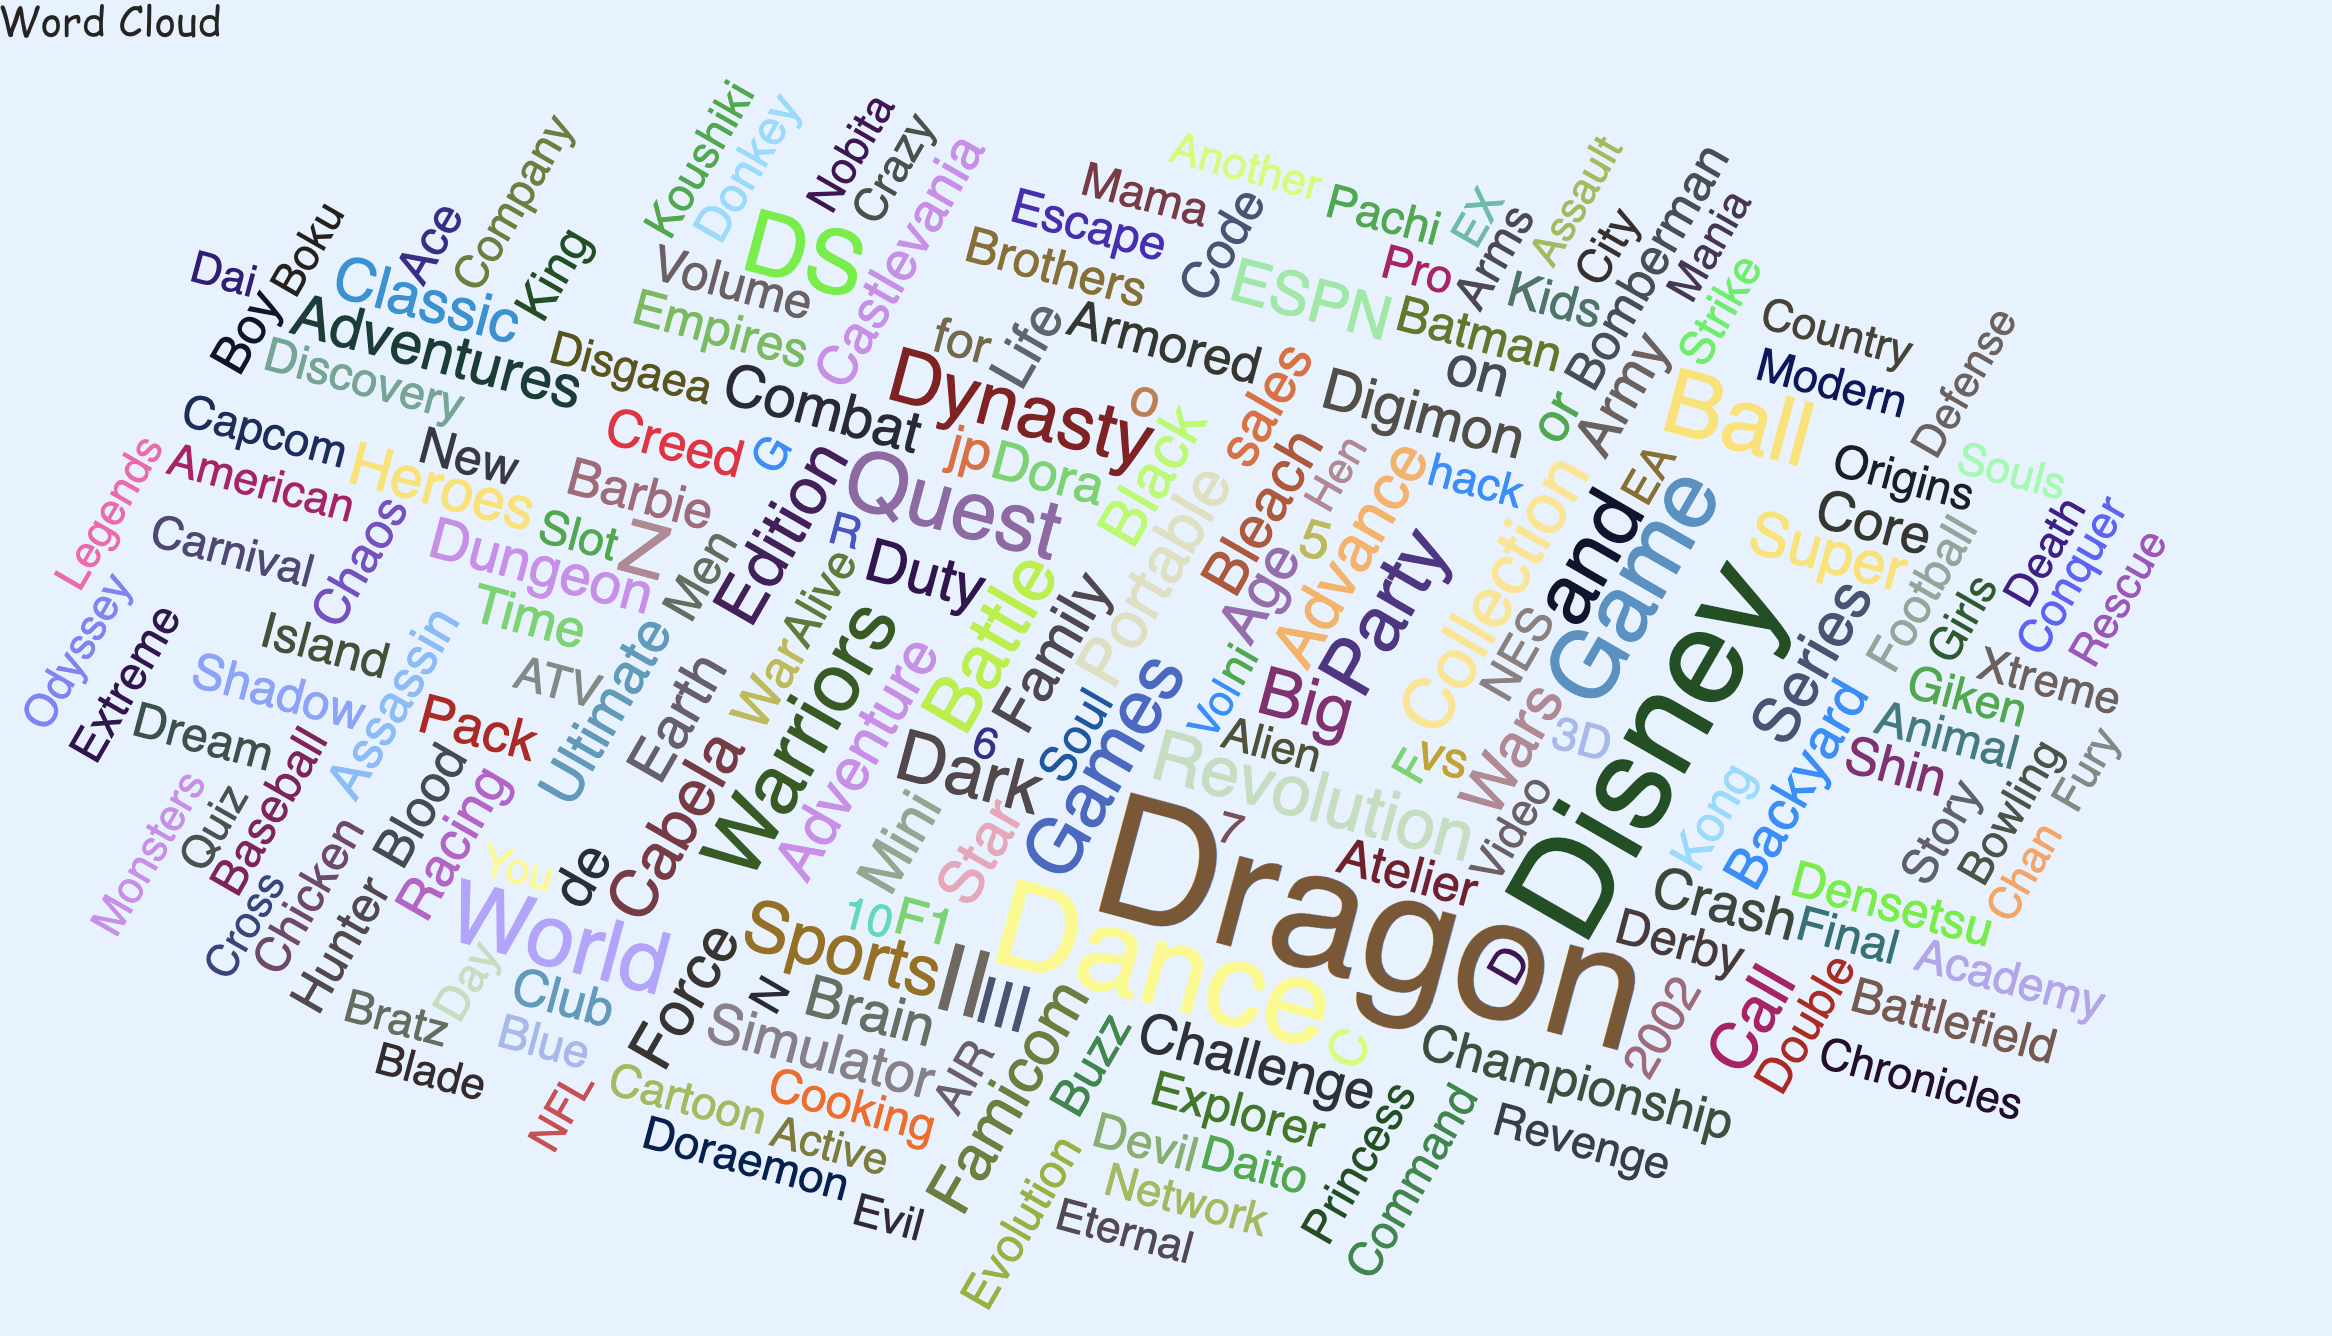 Word Cloud
Koushiki
Donkey
Nobita
Crazy
Castlevania
Company
Another
Mama
Pachi
EX
Assault
City
Bomberman
Mania
Arms
Pro
Kids
Escape
Code
Brothers
ESPN
Batman
Strike
Country
Modern
Defense
Boku
Ace
King
Dai
Boy
Classic
Adventures
Discovery
DS
Volume
Empires
Disgaea
Combat
for
Life
Armored
Dynasty
o
Black
sales
Digimon
on
or
Army
Ball
Origins
Souls
Capcom
New
Creed
G
jp
Dora
Legends
American
Heroes
Barbie
Edition
Quest
Portable
Bleach
Hen
5
Advance
hack
Collection
and
EA
Game
Super
Core
Football
Death
Conquer
Rescue
Girls
Carnival
Chaos
Dungeon
Slot
Z
Men
R
Duty
Age
Party
NES
Disney
Series
Odyssey
Extreme
Island
Time
Assassin
Shadow
ATV
Ultimate
Earth
War
Alive
Warriors
Adventure
Battle
Family
Vol
ni
Big
Alien
Games
Soul
Revolution
F
vs
Wars
3D
Video
Giken
Xtreme
Animal
Shin
Backyard
Kong
Dream
Pack
Blood
Cabela
Dark
6
Mini
Star
Dragon
7
Atelier
Story
Bowling
Fury
Chan
Monsters
Quiz
Baseball
Cross
Chicken
Hunter
Racing
You
de
World
Day
Club
Blue
Bratz
Blade
Force
Sports
10
F1
II
III
Dance
D
Crash
Derby
Final
Densetsu
Academy
Battlefield
Chronicles
Call
Double
2002
N
Brain
Simulator
AIR
Famicom
Buzz
Challenge
C
Championship
NFL
Cartoon
Cooking
Active
Doraemon
Evil
Explorer
Devil
Daito
Network
Eternal
Evolution
Princess
Command
Revenge